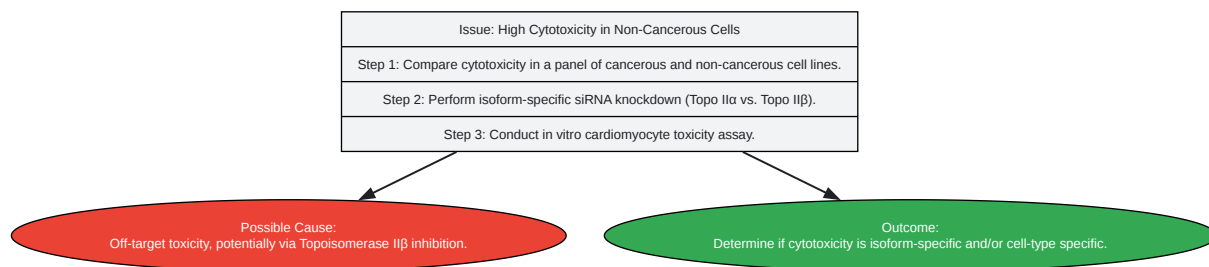 Issue: High Cytotoxicity in Non-Cancerous Cells
Step 1: Compare cytotoxicity in a panel of cancerous and non-cancerous cell lines.
Step 2: Perform isoform-specific siRNA knockdown (Topo IIα vs. Topo IIβ).
Step 3: Conduct in vitro cardiomyocyte toxicity assay.
Possible Cause:
Off-target toxicity, potentially via Topoisomerase IIβ inhibition.
Outcome:
Determine if cytotoxicity is isoform-specific and/or cell-type specific.